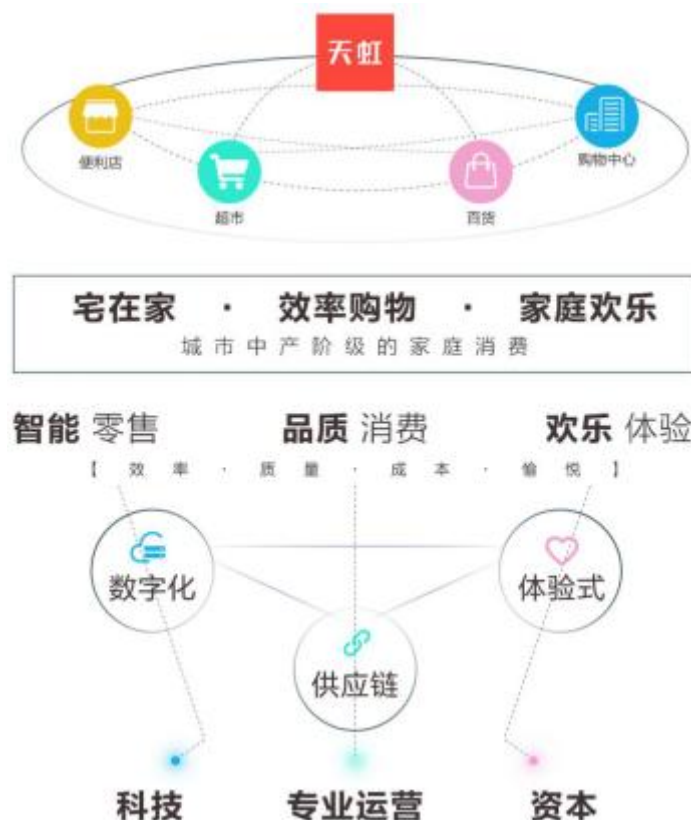 天虹
便利店
购物中心
超市
百货
宅在家 · 效率购物 · 家庭欢乐
城市中产阶级的家庭消费
智能 零售 品质 消费 欢乐 体验
【 效率 · 质量 · 成本 · 愉悦 】
数字化
体验式
供应链
科技 专业运营 资本